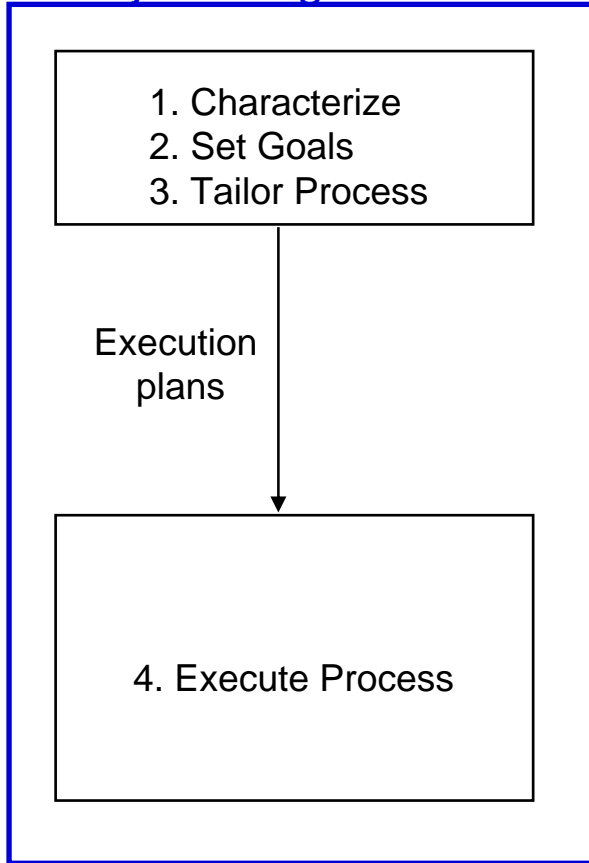 1. Characterize
2. Set Goals
3. Tailor Process
Execution
plans
4. Execute Process